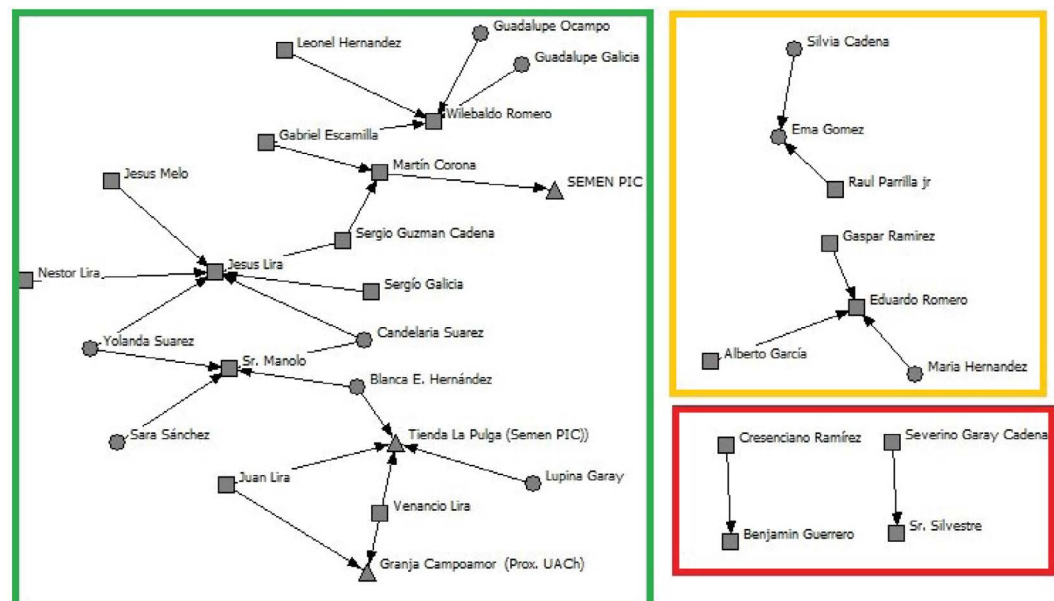 Guadalupe Ocampo
Leonel Hernandez
Guadalupe Galicia
Wilebaldo Romero
Gabriel Escamilla
Martín Corona
Jesus Melo
SEMEN PIC
Sergio Guzman Cadena
Jesus Lira
Nestor Lira
Sergío Galicia
Candelaria Suarez
Yolanda Suarez
Sr. Manolo
Blanca E. Hernández
Sara Sánchez
Tienda La Pulga (Semen PIC))
Juan Lira
Lupina Garay
Venancio Lira
Granja Campoamor (Prox. UACh)
Silvia Cadena
Ema Gomez
Raul Parrilla jr
Gaspar Ramirez
Eduardo Romero
Alberto García
Maria Hernandez
Cresenciano Ramírez
Severino Garay Cadena
Benjamin Guerrero
Sr. Silvestre